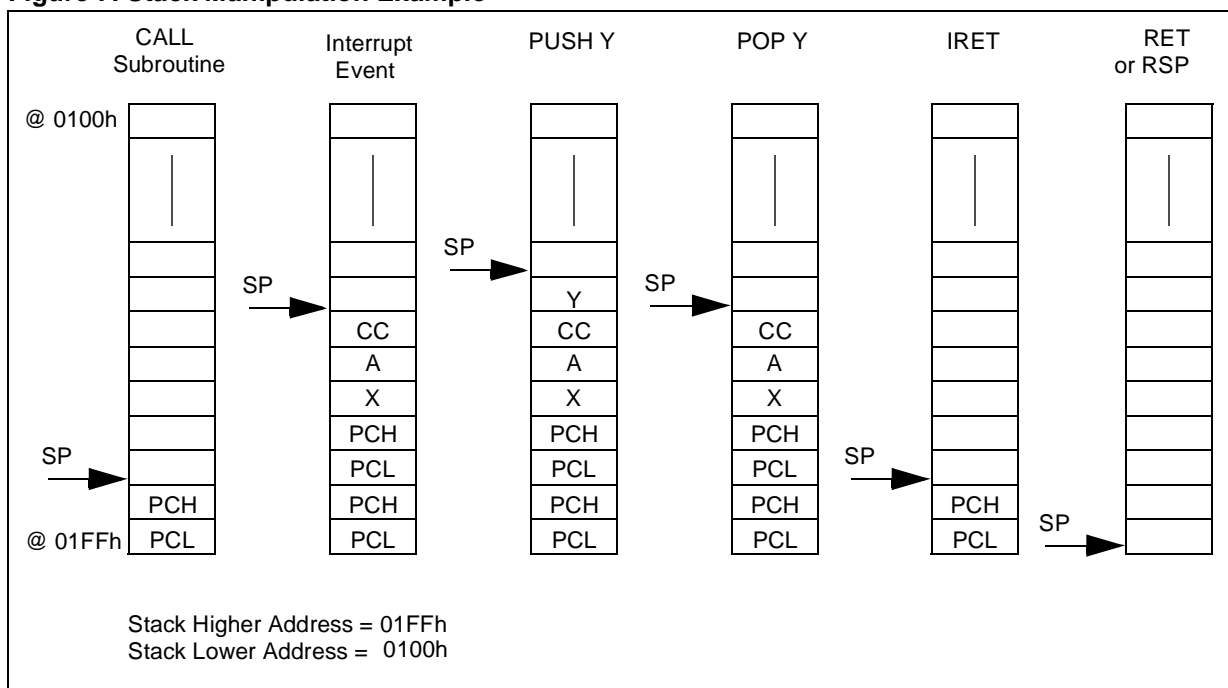 Figure Stack Manipulation Example
CALL
Subroutine
Interrupt
Event
PUSH Y
POP Y
IRET
RET
or RSP
@ 0100h
SP
PCH
@ 01FFh PCL
SP
CC
A
X
PCH
PCL
PCH
PCL
SP
Y
CC
A
X
PCH
PCL
PCH
PCL
SP
CC
A
X
PCH
PCL
PCH
PCL
SP
PCH
PCL
SP
Stack Higher Address = 01FFh
Stack Lower Address = 0100h